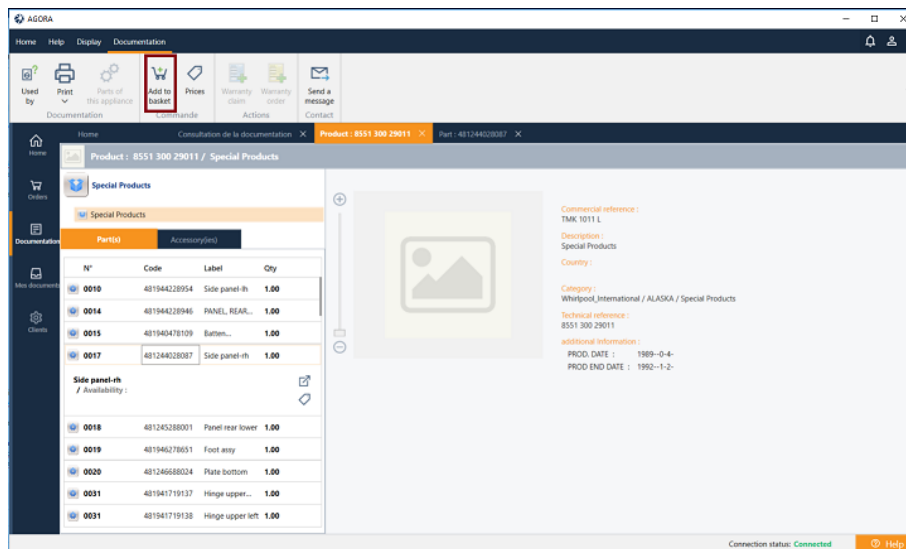 AGORA
Home Help Display Documentation
Used by
Print
Parts of this appliance
Add to basket
Prices
Warranty claim
Warranty order
Send a message
Documentation Commande Actions Contact
Home Consultation de la documentation X Product : 8551 300 29011 X Part : 481244028087 X
Home
Orders
Documentation
Mes documents
Clients
Product : 8551 300 29011 / Special Products
Special Products
Special Products
Part(s) Accessory(ies)
N° Code Label Qty
0010 481944228954 Side panel-lh 1.00
0014 481944228946 PANEL, REAR... 1.00
0015 481940478109 Batten... 1.00
0017 481244028087 Side panel-rh 1.00
Side panel-rh
/ Availability :
0018 481245288001 Panel rear lower 1.00
0019 481946278651 Foot assy 1.00
0020 481246688024 Plate bottom 1.00
0031 481941719137 Hinge upper... 1.00
0031 481941719138 Hinge upper left 1.00
Commercial reference :
TMK 1011 L
Description :
Special Products
Country :
Category :
Whirlpool_International / ALASKA / Special Products
Technical reference :
8551 300 29011
additional Information :
PROD. DATE : 1989--0-4-
PROD END DATE : 1992--1-2-
Connection status: Connected
Help